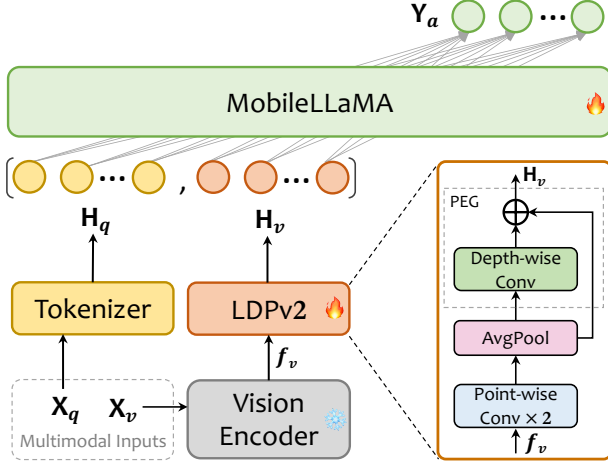 Y_a
MobileLLaMA
[ ... , ... ]
H_q
H_v
Tokenizer
LDPv2
f_v
X_q
X_v
Multimodal Inputs
Vision
Encoder
H_v
PEG
Depth-wise
Conv
AvgPool
Point-wise
Conv × 2
f_v